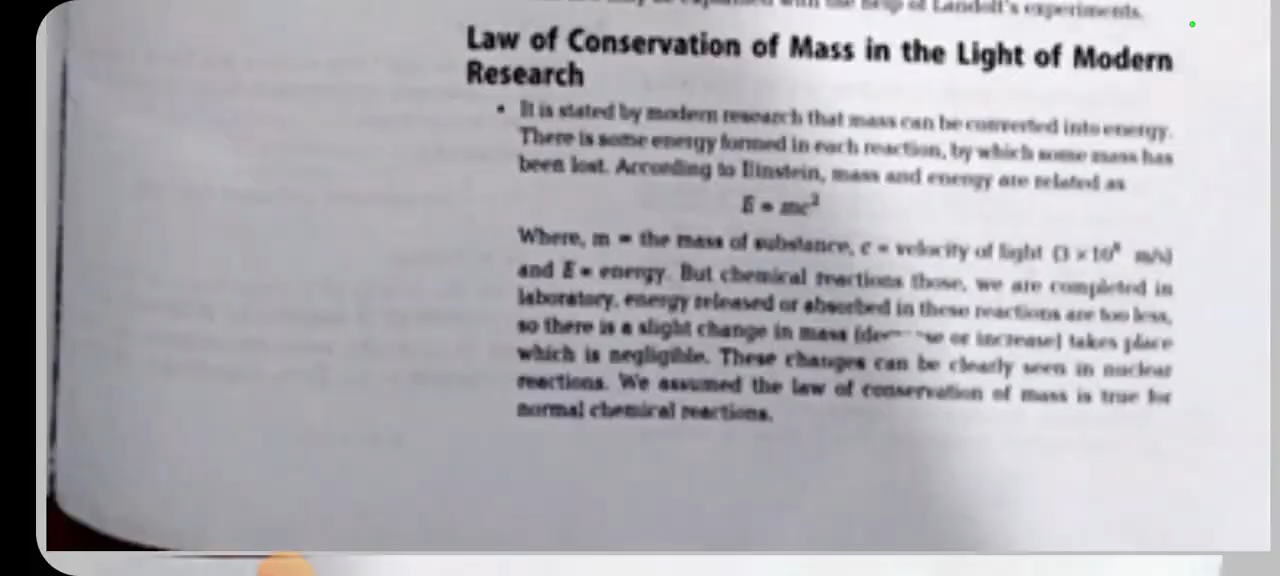 help of Landolt's experiments.
Law of Conservation of Mass in the Light of Modern
Research
• It is stated by modern research that mass can be converted into energy.
There is some energy formed in each reaction, by which some mass has
been lost. According to Einstein, mass and energy are related as
E = mc²
Where, m = the mass of substance, c = velocity of light (3 × 10⁸ m/s)
and E = energy. But chemical reactions those, we are completed in
laboratory, energy released or absorbed in these reactions are too less,
so there is a slight change in mass or increase) takes place
which is negligible. These changes can be clearly seen in nuclear
reactions. We assumed the law of conservation of mass is true for
normal chemical reactions.